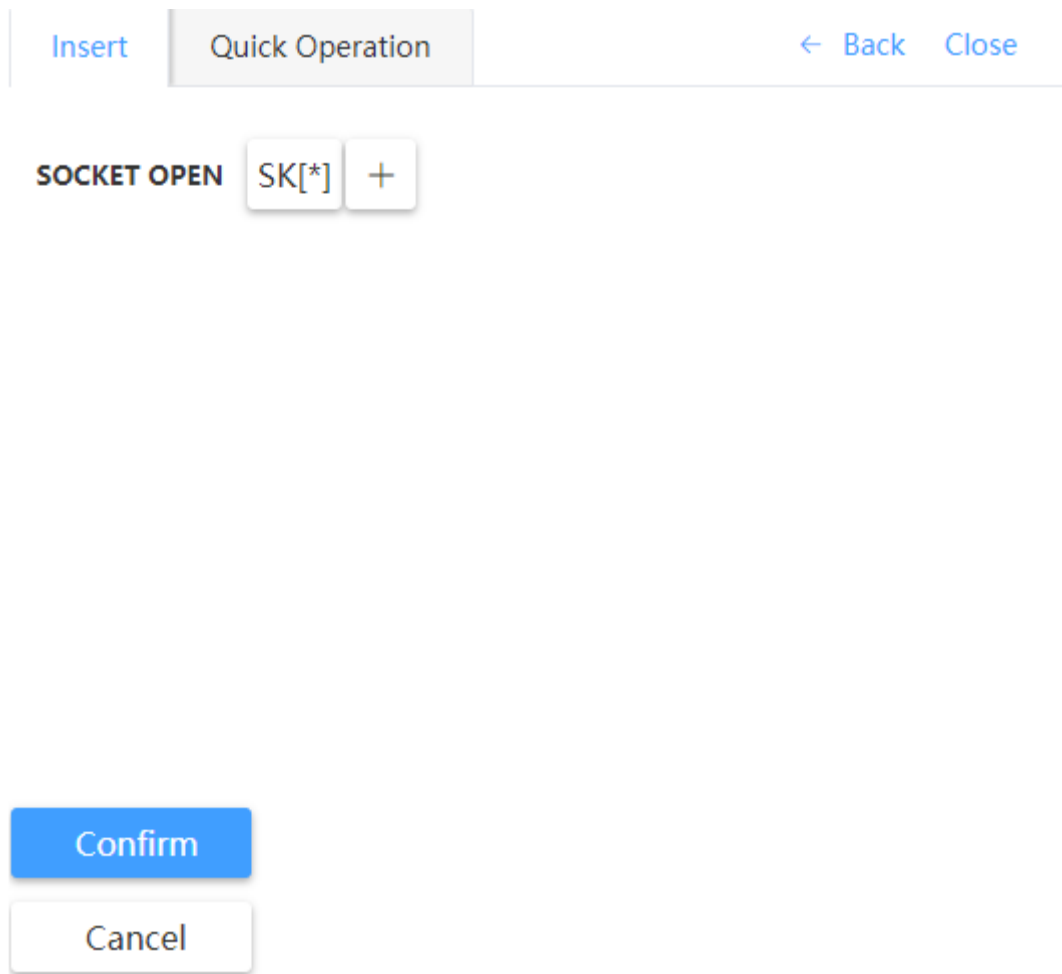 Insert Quick Operation ← Back Close
SOCKET OPEN SK[*] +
Confirm
Cancel